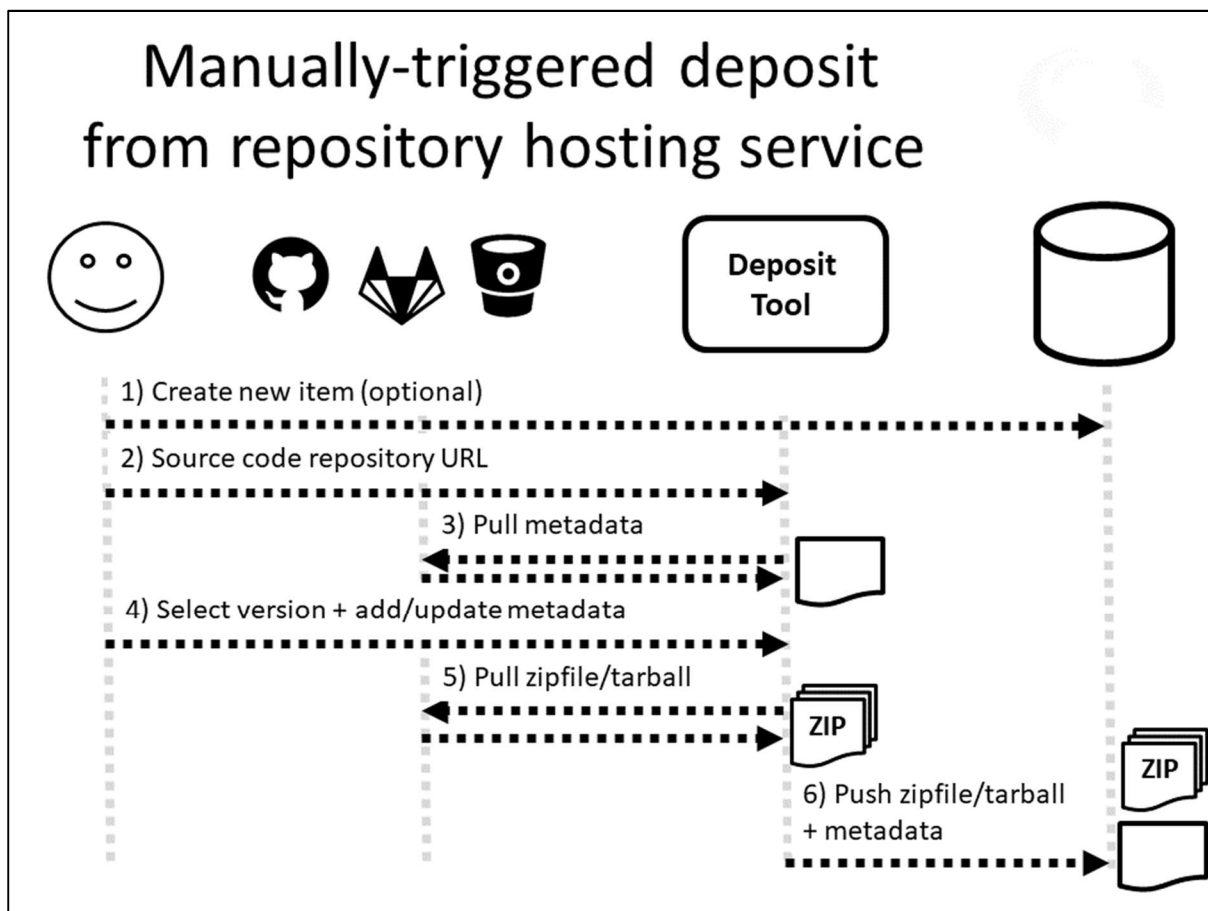 Manually-triggered deposit
from repository hosting service
Deposit
Tool
1) Create new item (optional)
2) Source code repository URL
3) Pull metadata
4) Select version + add/update metadata
5) Pull zipfile/tarball
ZIP
ZIP
6) Push zipfile/tarball
+ metadata